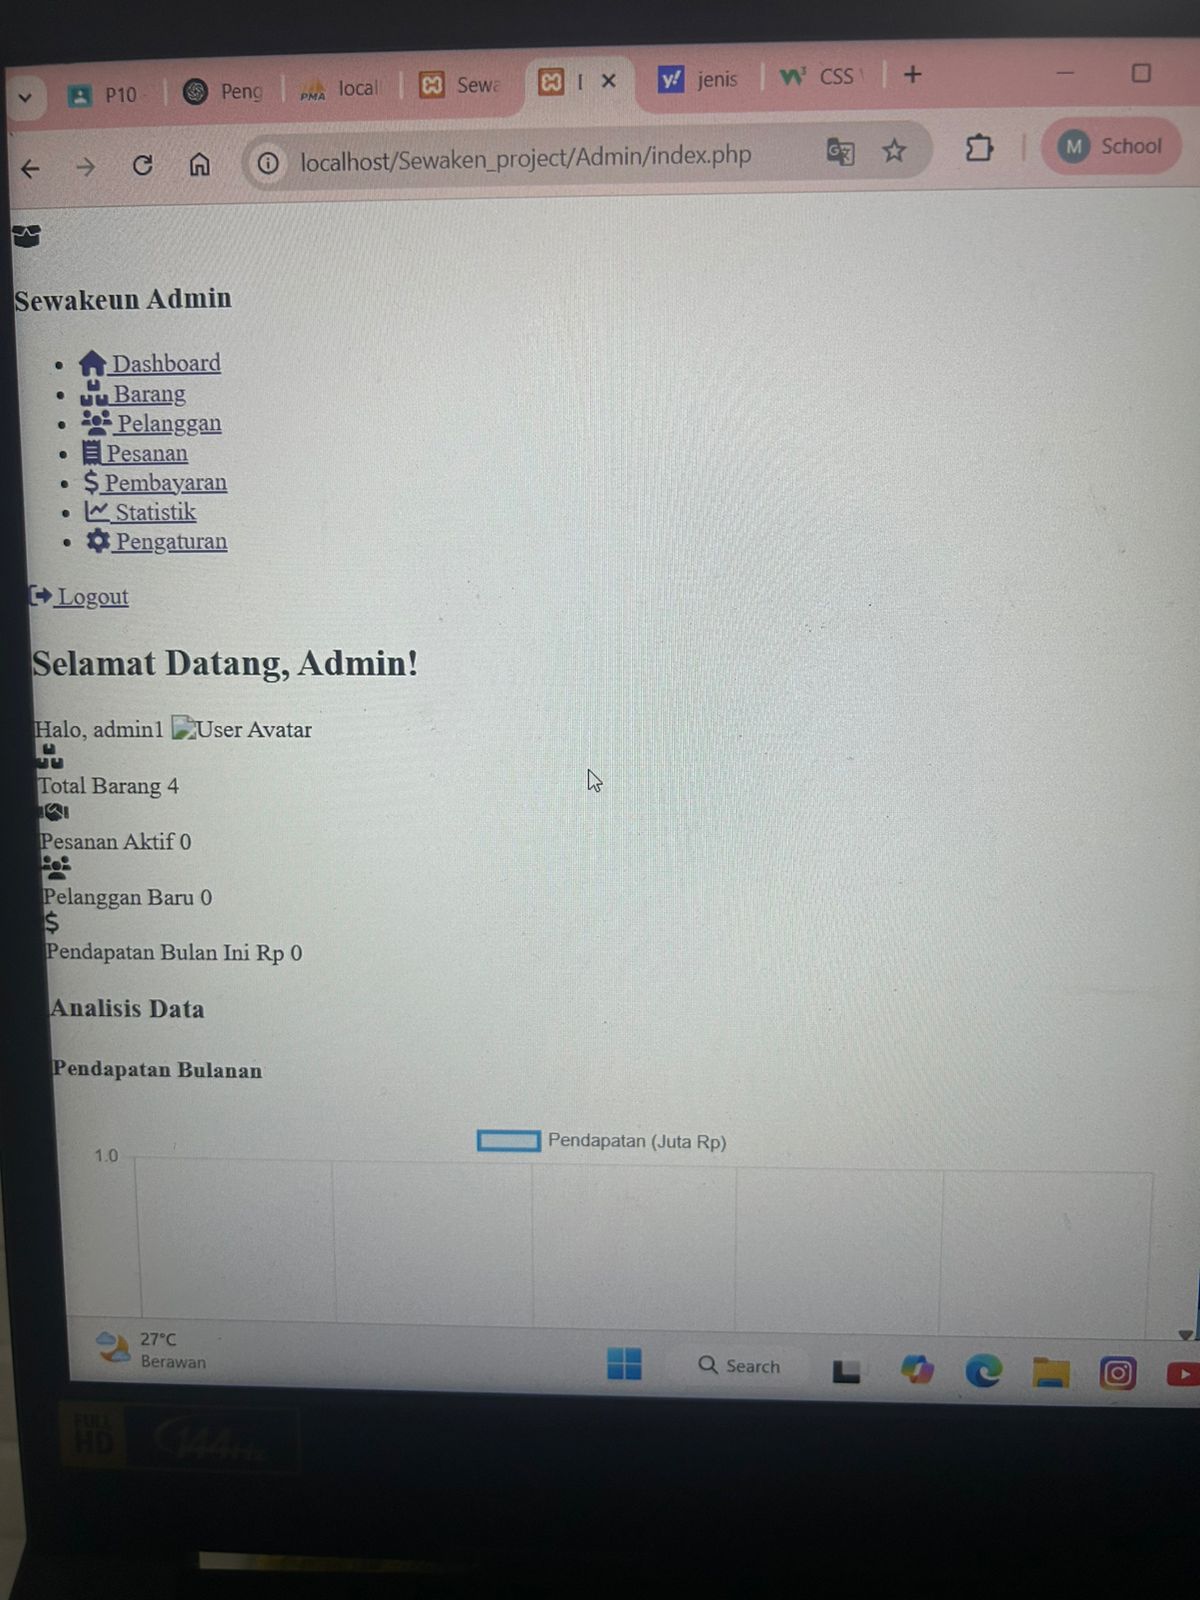 P10
Peng
PMA
local
Sewa
jenis
CSS
localhost/Sewaken_project/Admin/index.php
M
School
Sewakeun Admin
Dashboard
Barang
Pelanggan
Pesanan
Pembayaran
Statistik
Pengaturan
Logout
Selamat Datang, Admin!
Halo, admin1 User Avatar
Total Barang 4
Pesanan Aktif 0
Pelanggan Baru 0
$
Pendapatan Bulan Ini Rp 0
Analisis Data
Pendapatan Bulanan
Pendapatan (Juta Rp)
1.0
27°C
Berawan
Search
FULL
HD